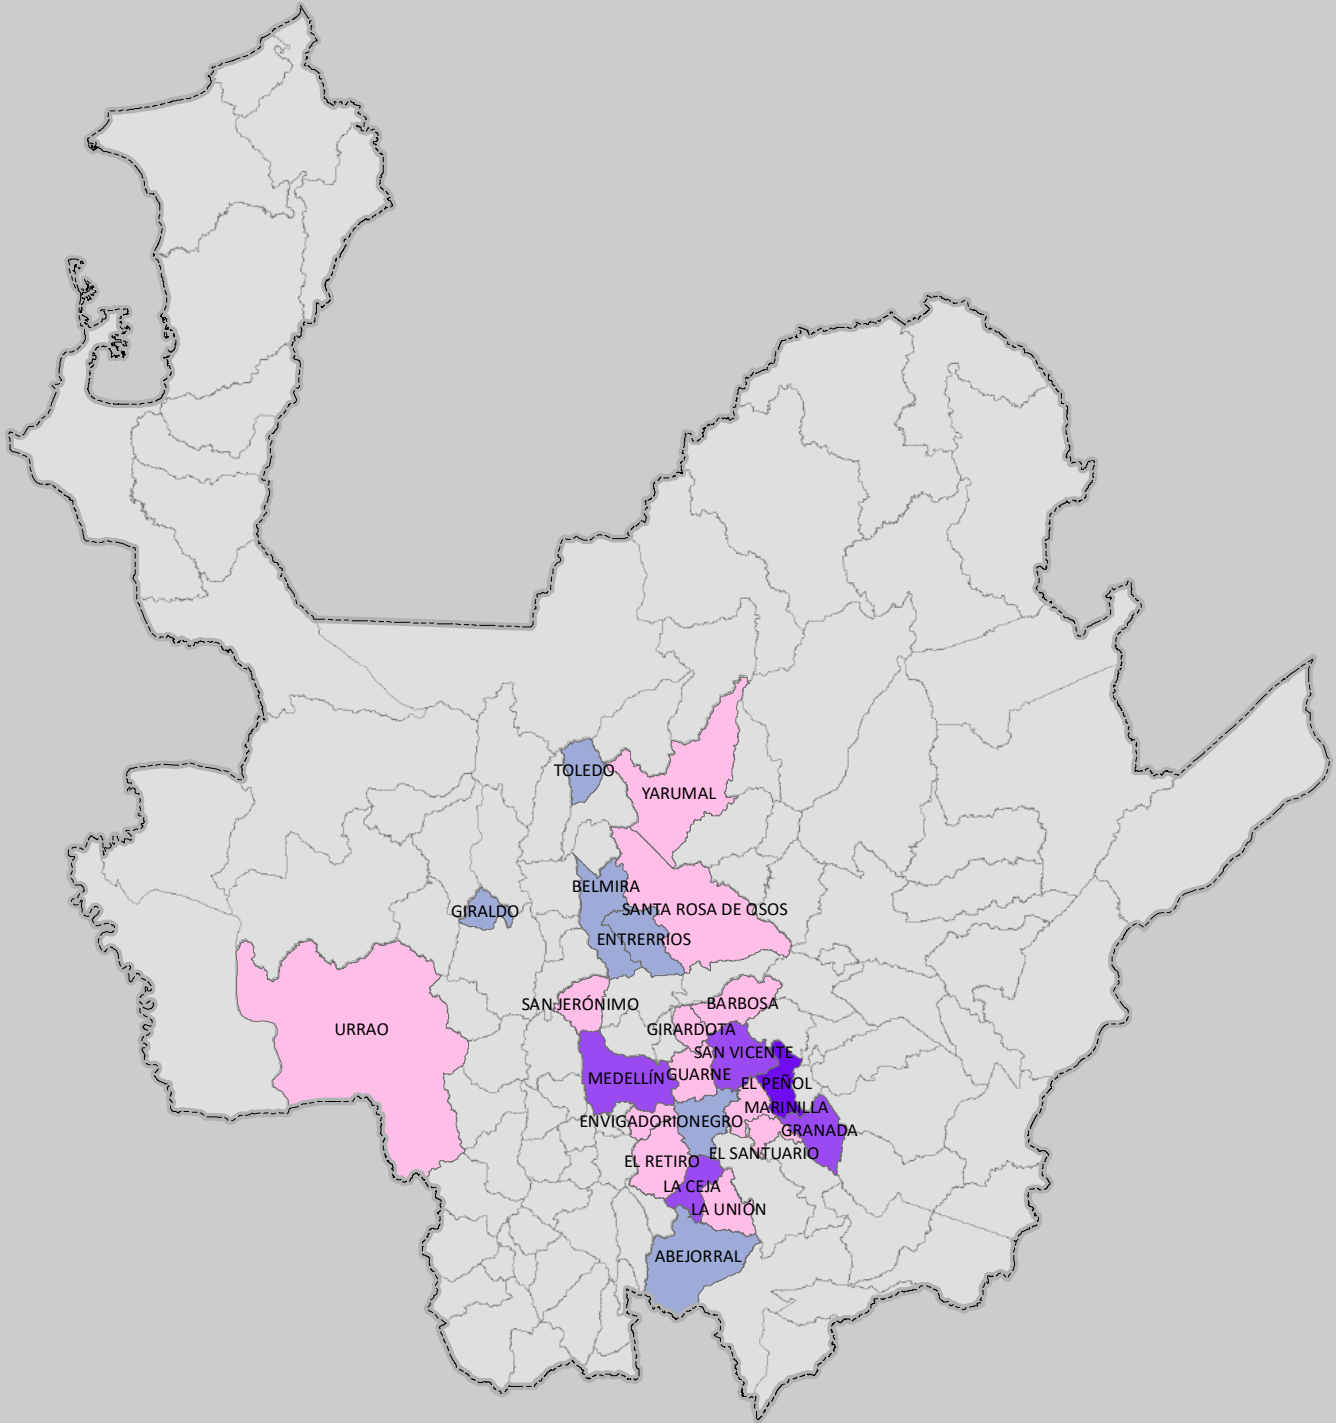 TOLEDO
YARUMAL
BELMIRA
GIRALDO
SANTA ROSA DE OSOS
ENTRERRIOS
SAN JERÓNIMO
BARBOSA
URRAO
GIRARDOTA
SAN VICENTE
MEDELLÍN
GUARNE
EL PEÑOL
MARINILLA
ENVIGADO
RIONEGRO
GRANADA
EL SANTUARIO
EL RETIRO
LA CEJA
LA UNIÓN
ABEJORRAL